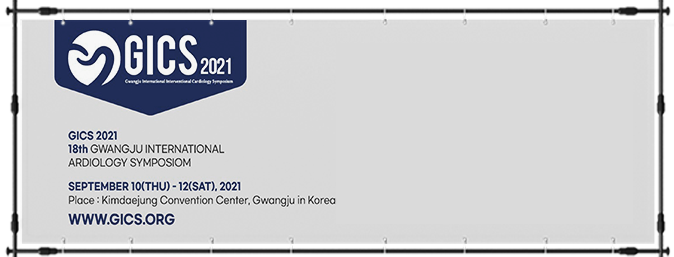 GICS 2021
Gwangju International Interventional Cardiology Symposium
GICS 2021
18th GWANGJU INTERNATIONAL
ARDIOLOGY SYMPOSIOM
SEPTEMBER 10(THU) - 12(SAT), 2021
Place : Kimdaejung Convention Center, Gwangju in Korea
WWW.GICS.ORG